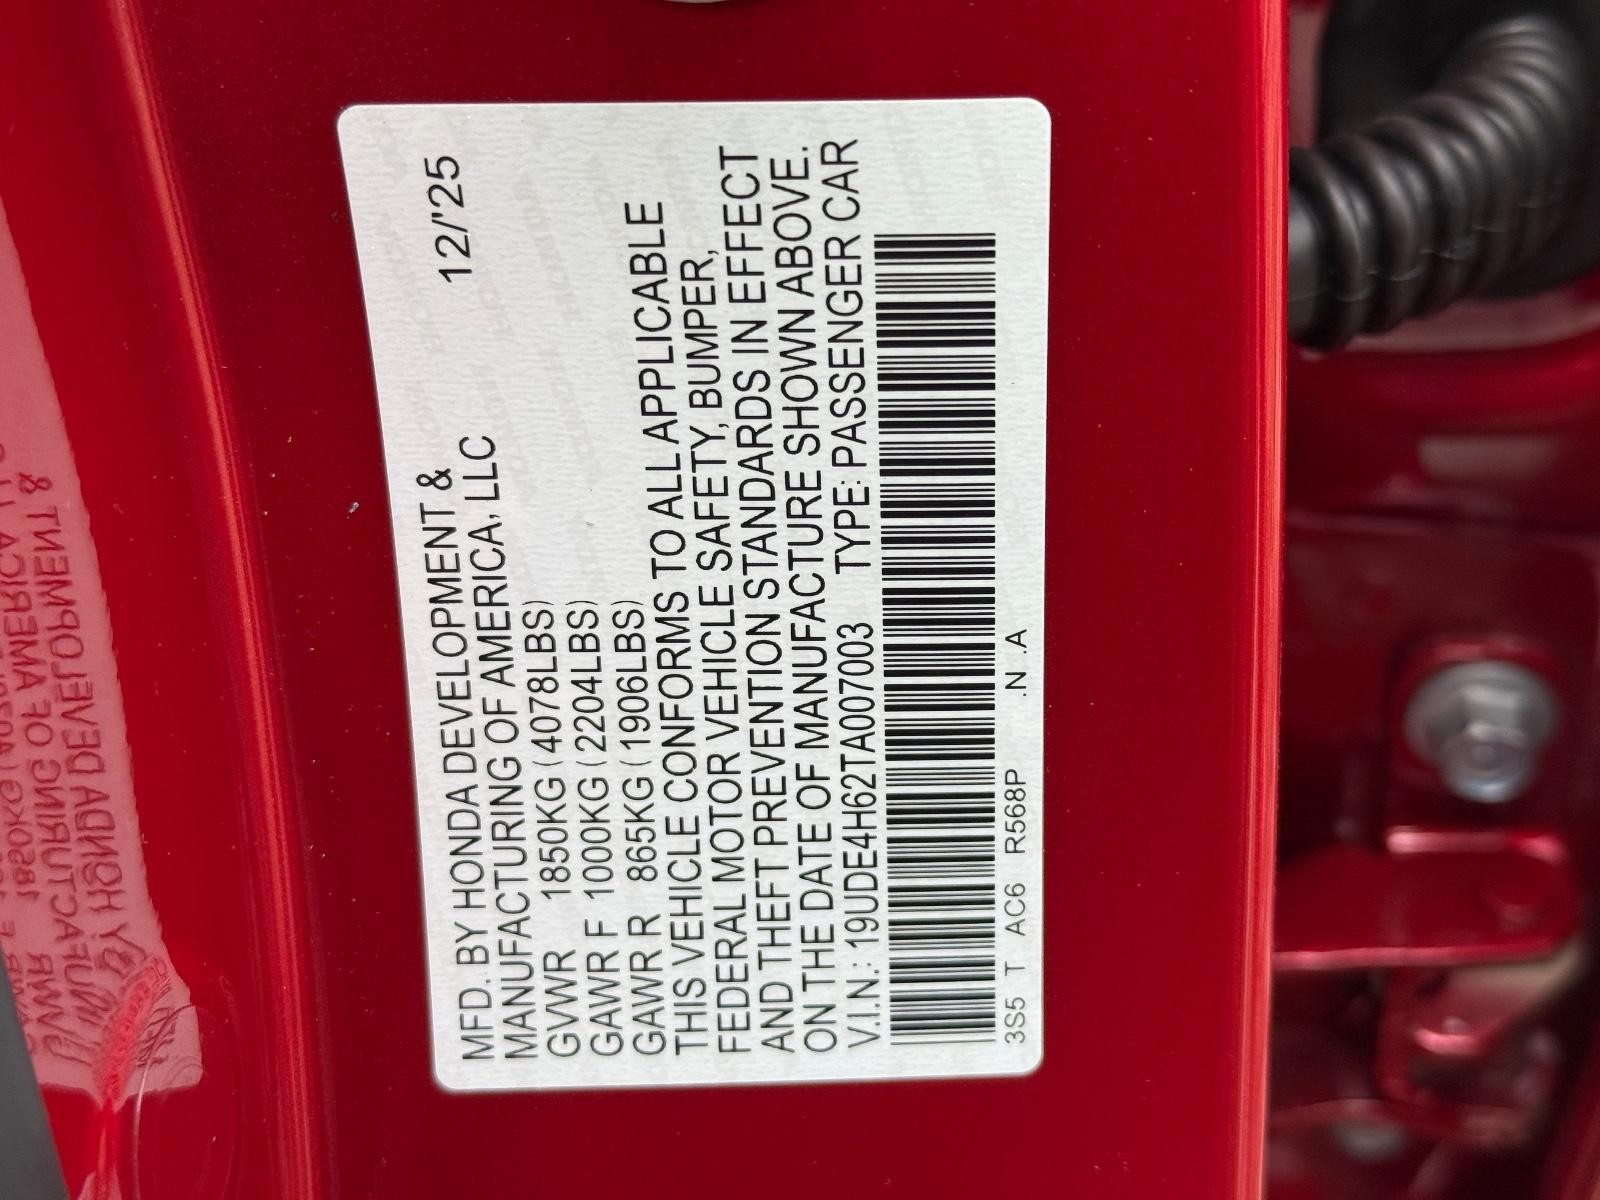 MFD. BY HONDA DEVELOPMENT & 12/'25
MANUFACTURING OF AMERICA, LLC
GVWR 1850KG (4078LBS)
GAWR F 1000KG (2204LBS)
GAWR R 865KG (1906LBS)
THIS VEHICLE CONFORMS TO ALL APPLICABLE
FEDERAL MOTOR VEHICLE SAFETY, BUMPER,
AND THEFT PREVENTION STANDARDS IN EFFECT
ON THE DATE OF MANUFACTURE SHOWN ABOVE.
V.I.N.: 19UDE4H62TA007003 TYPE: PASSENGER CAR
3S5 T AC6 R568P .N .A